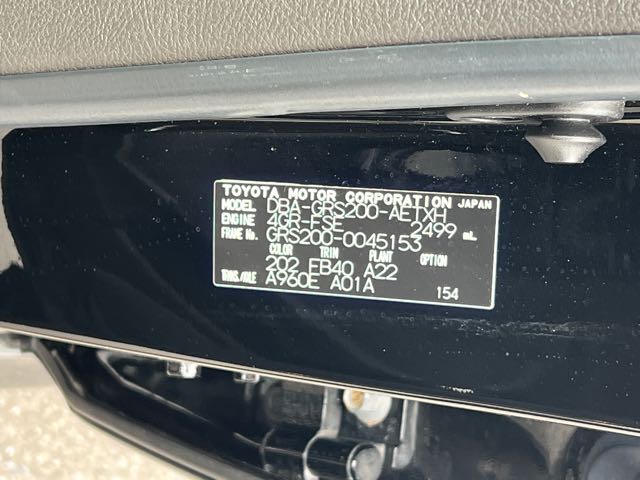 TOYOTA MOTOR CORPORATION JAPAN
MODEL DBA-GRS200-AETXH
ENGINE 4GR-FSE 2499 mL
FRAME No. GRS200-0045153
COLOR TRIM PLANT OPTION
202 EB40 A22
TRANS./AXLE A960E A01A
154